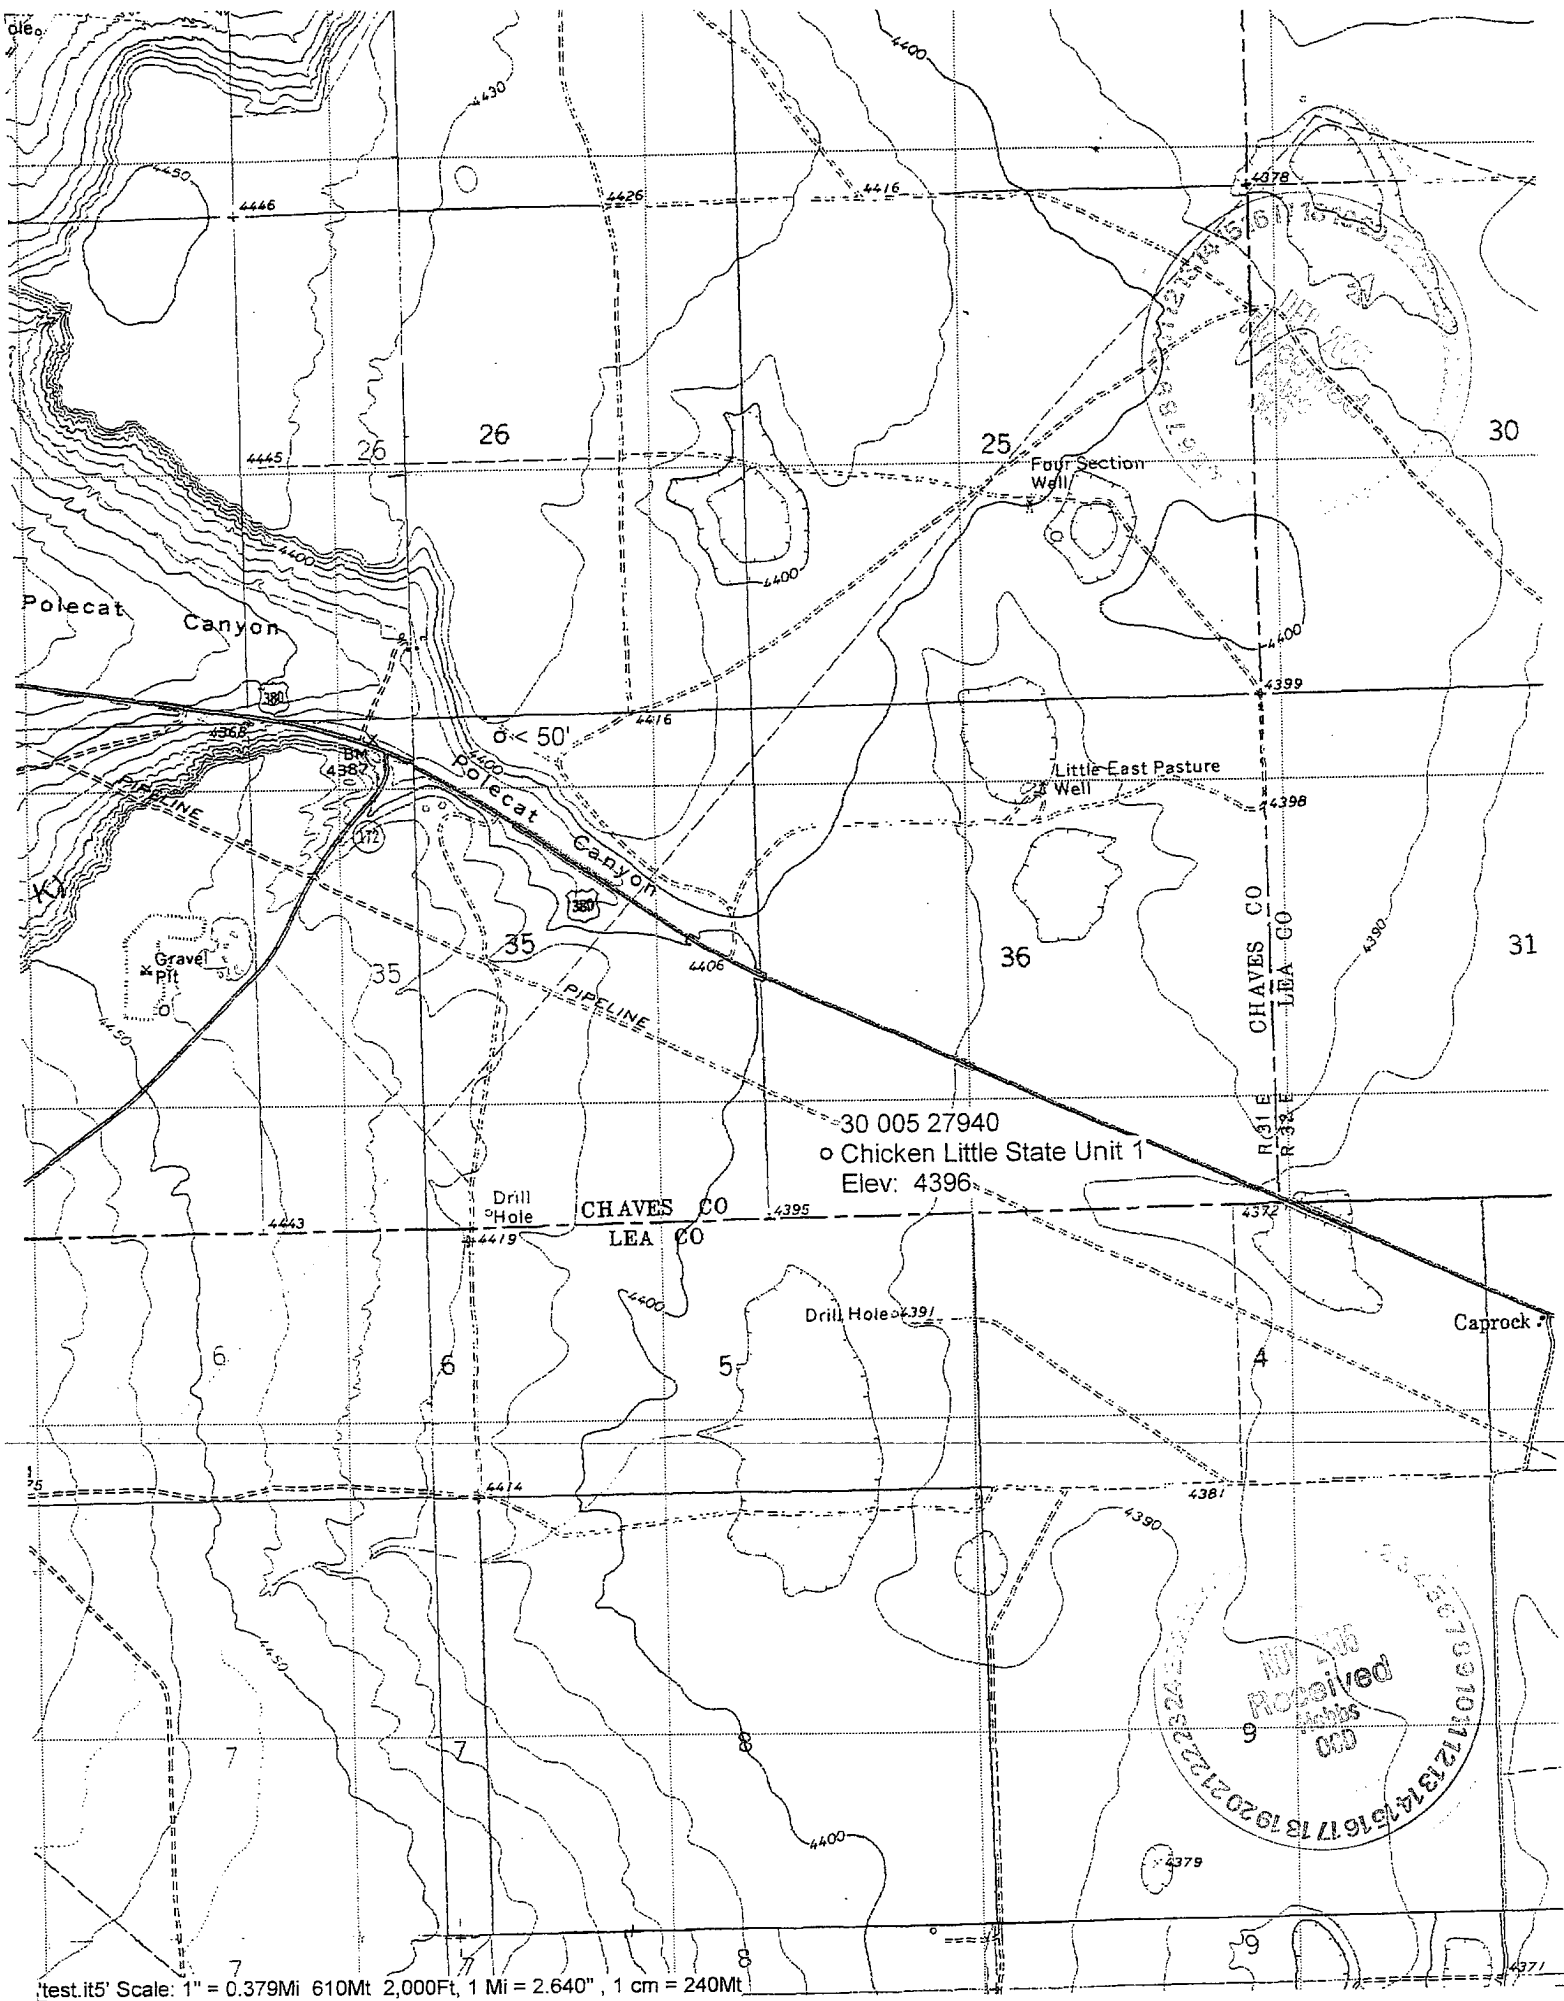 ole
4400
4430
4450
4378
4426
4416
4446
26
26
25
30
4445
Four Section
Well
4400
4400
Polecat
Canyon
4400
4399
380
4416
4368
< 50'
BM
4387
4400
Polecat
Canyon
Little East Pasture
Well
4398
PIPELINE
172
380
CHAVES CO
LEA CO
4390
35
35
36
31
4406
Gravel
Pit
PIPELINE
4450
30 005 27940
Chicken Little State Unit 1
Elev: 4396
R 31 E
R 32 E
Drill
Hole
CHAVES CO
LEA CO
4443
4419
4395
4372
4400
Drill Hole 4391
Caprock
6
6
5
4
75
4414
4381
4390
4450
Received
Hobbs
OCD
7
7
8
9
4400
4379
7
7
8
9
4371
'test.it5' Scale: 1" = 0.379Mi 610Mt 2,000Ft, 1 Mi = 2.640", 1 cm = 240Mt